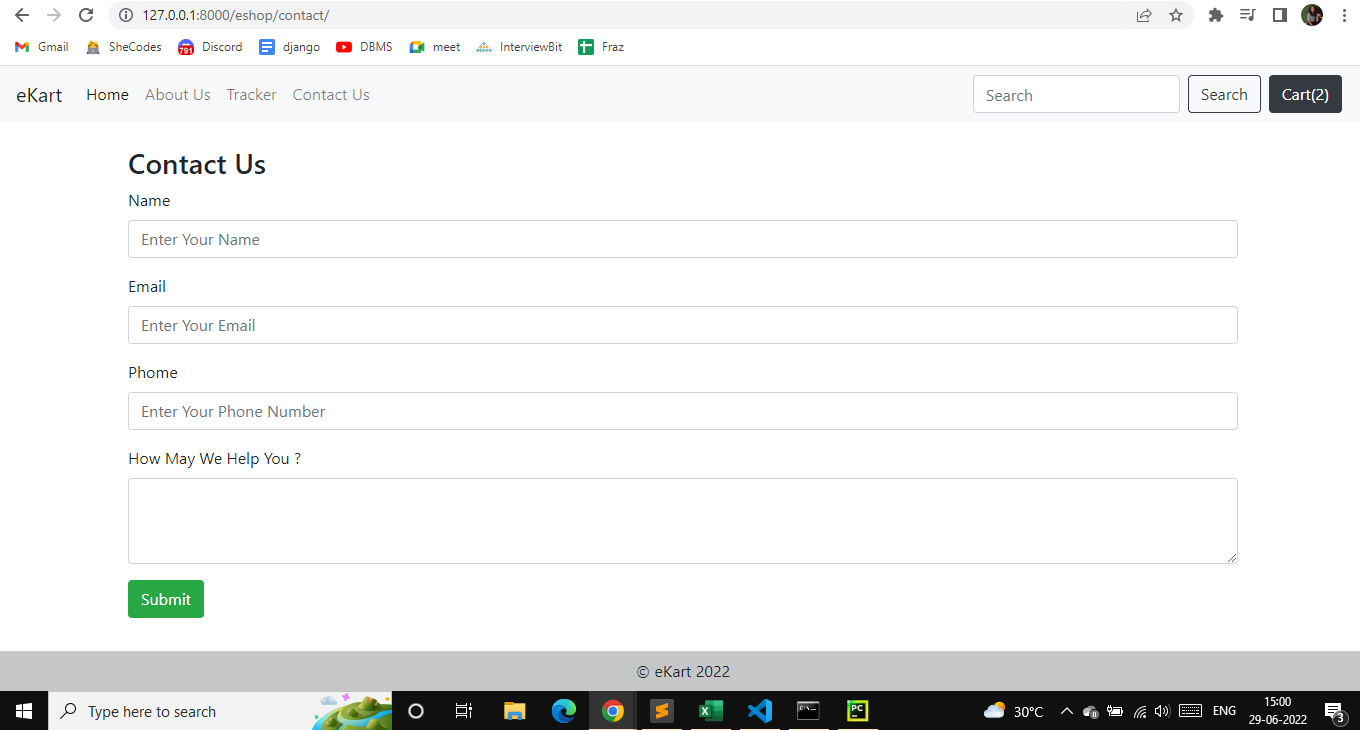 127.0.0.1:8000/eshop/contact/
Gmail SheCodes 791 Discord django DBMS meet InterviewBit Fraz
eKart Home About Us Tracker Contact Us Search Search Cart(2)
Contact Us
Name
Enter Your Name
Email
Enter Your Email
Phome
Enter Your Phone Number
How May We Help You ?
Submit
© eKart 2022
Type here to search PC 30°C ENG 15:00
29-06-2022 3